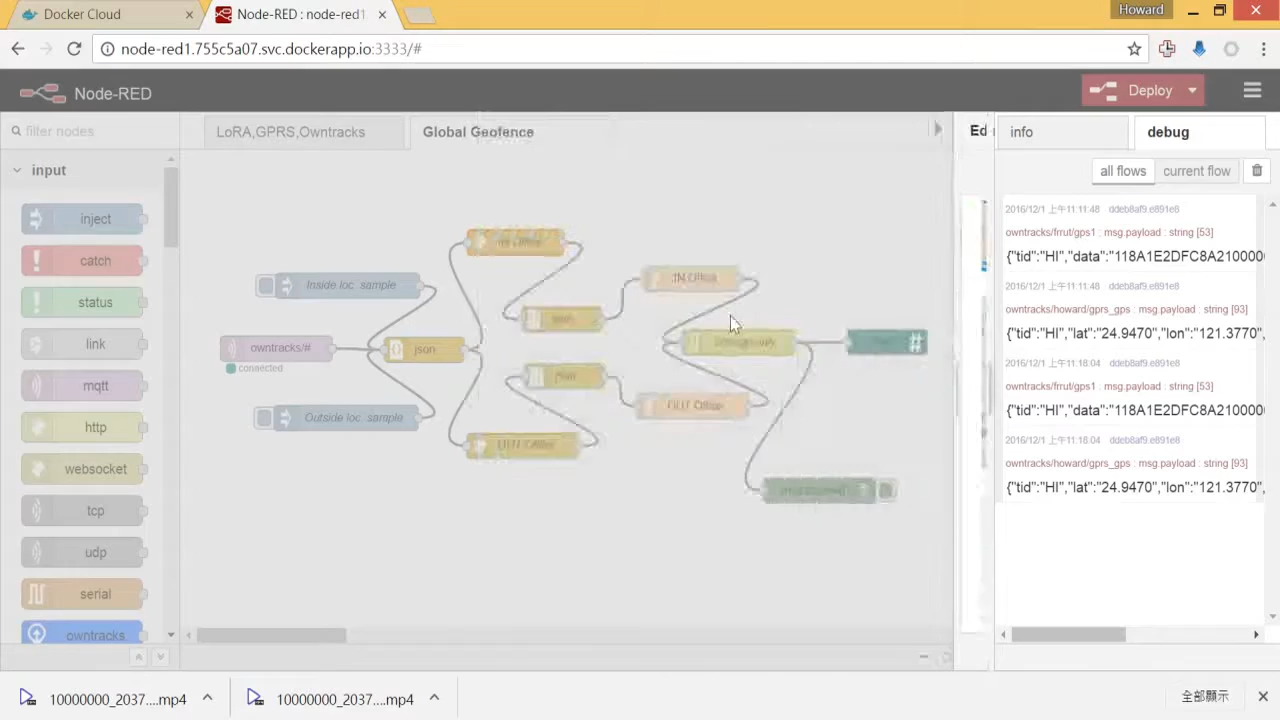 Docker Cloud
Node-RED : node-red1
Howard
node-red1.755c5a07.svc.dockerapp.io:3333/#
Node-RED
Deploy
filter nodes
LoRA,GPRS,Owntracks
Global Geofence
Ed
info
debug
all flows
current flow
input
inject
catch
status
link
mqtt
http
websocket
tcp
udp
serial
owntracks
Inside loc. sample
owntracks/#
connected
json
Outside loc. sample
IN Office
OUT Office
2016/12/1 上午11:11:48 ddeb8af9.e891e8
owntracks/frrut/gps1 : msg.payload : string [53]
{"tid":"HI","data":"118A1E2DFC8A210000
2016/12/1 上午11:11:48 ddeb8af9.e891e8
owntracks/howard/gprs_gps : msg.payload : string [93]
{"tid":"HI","lat":"24.9470","lon":"121.3770",
2016/12/1 上午11:18:04 ddeb8af9.e891e8
owntracks/frrut/gps1 : msg.payload : string [53]
{"tid":"HI","data":"118A1E2DFC8A210000
2016/12/1 上午11:18:04 ddeb8af9.e891e8
owntracks/howard/gprs_gps : msg.payload : string [93]
{"tid":"HI","lat":"24.9470","lon":"121.3770",
10000000_2037....mp4
10000000_2037....mp4
全部顯示